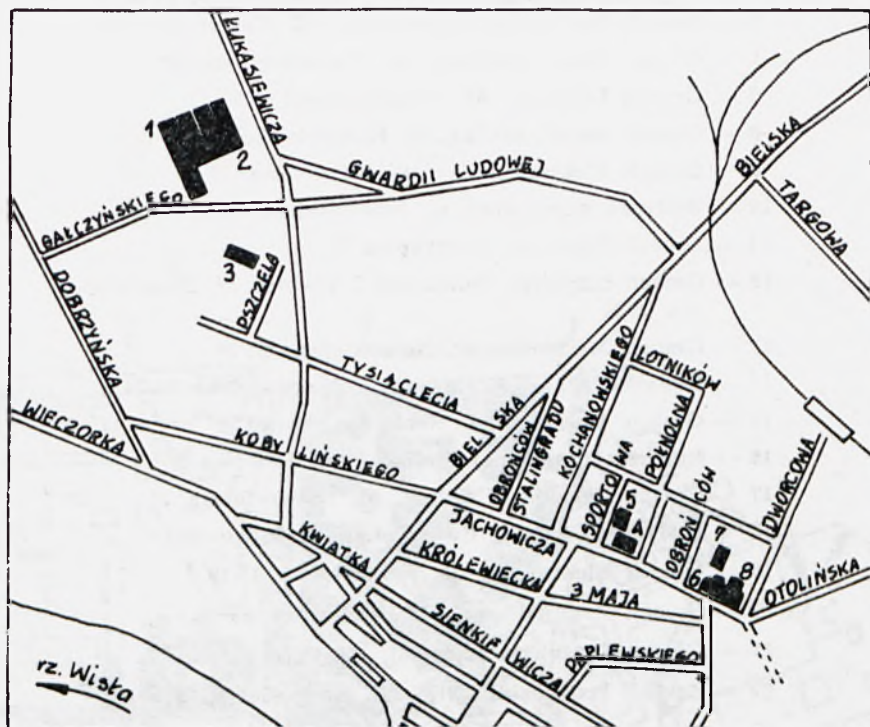 ŁUKASIEWICZA
1
2
GWARDII LUDOWEJ
BIELSKA
TARGOWA
BAŁCZYŃSKIEGO
3
PSZCZELA
DOBRZYŃSKA
TYSIĄCLECIA
KOCHANOWSKIEGO
LOTNIKÓW
WIECZORKA
KOBYLIŃSKIEGO
BIELSKA
OBROŃCÓW
STALINGRADU
SPORTOWA
PÓŁNOCNA
5
4
JACHOWICZA
OBROŃCÓW
7
8
6
DWORCOWA
OTOLIŃSKA
KWIATKA
KRÓLEWIECKA
3 MAJA
SIENKIEWICZA
PADLEWSKIEGO
rz. Wisła